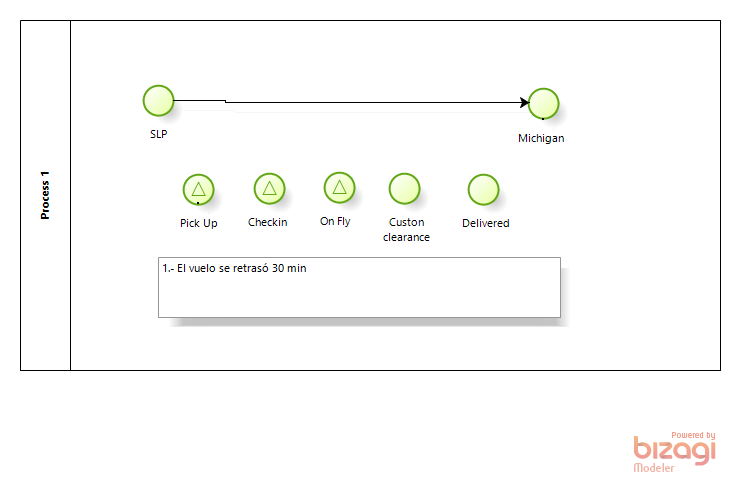 Process 1
SLP
Michigan
Pick Up
Checkin
On Fly
Custon
clearance
Delivered
1.- El vuelo se retrasó 30 min
Powered by
bizagi
Modeler